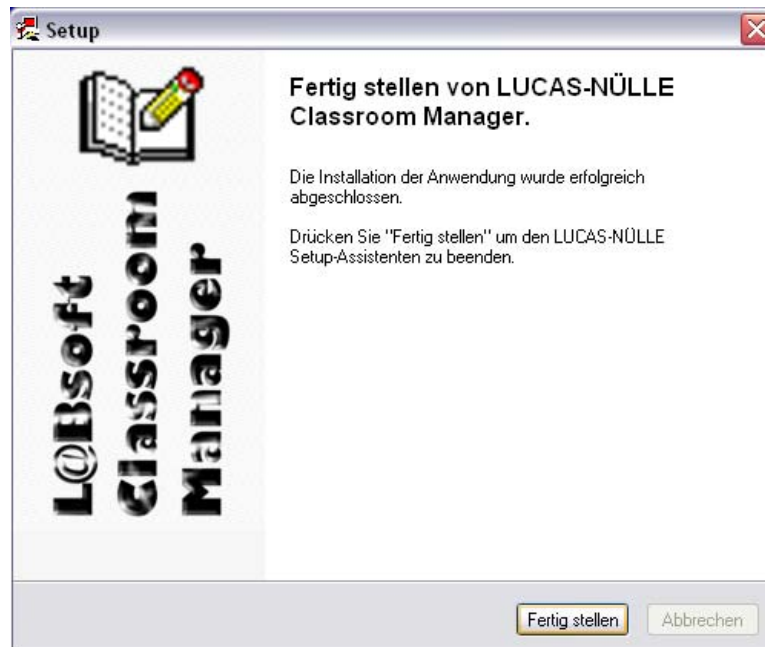 Setup
L@Bsoft
Classroom
Manager
Fertig stellen von LUCAS-NÜLLE
Classroom Manager.
Die Installation der Anwendung wurde erfolgreich
abgeschlossen.
Drücken Sie "Fertig stellen" um den LUCAS-NÜLLE
Setup-Assistenten zu beenden.
Fertig stellen
Abbrechen